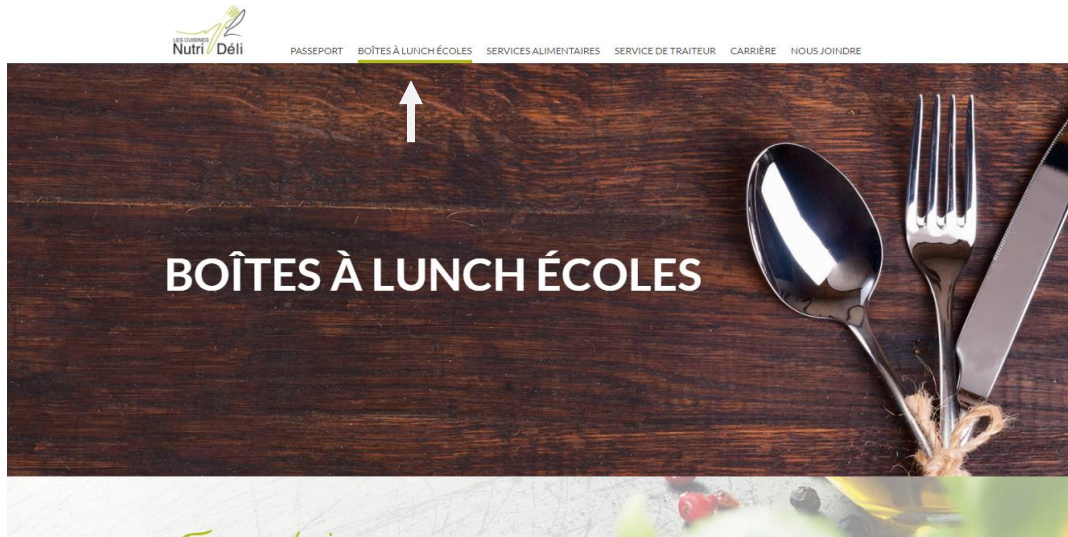 LES CUISINES
Nutri Déli
PASSEPORT BOÎTES À LUNCH ÉCOLES SERVICES ALIMENTAIRES SERVICE DE TRAITEUR CARRIÈRE NOUS JOINDRE
BOÎTES À LUNCH ÉCOLES